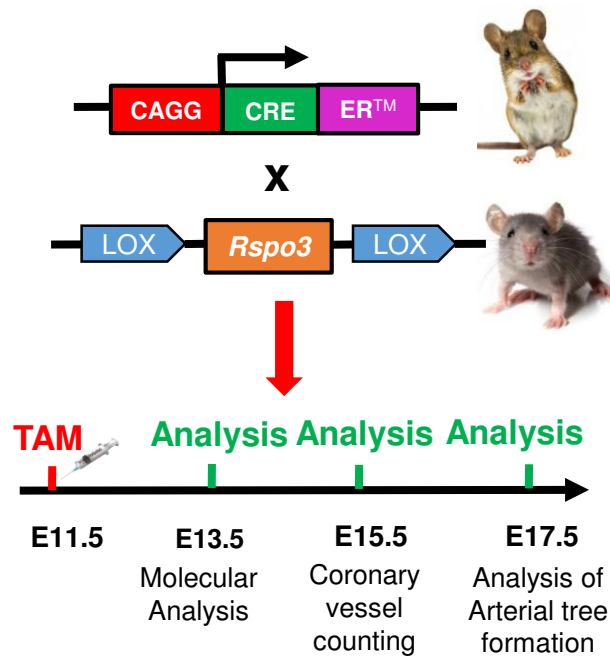 CAGG CRE ER™
X
LOX Rspo3 LOX
TAM Analysis Analysis Analysis
E11.5 E13.5 E15.5 E17.5
Molecular Coronary Analysis of
Analysis vessel Arterial tree
counting formation